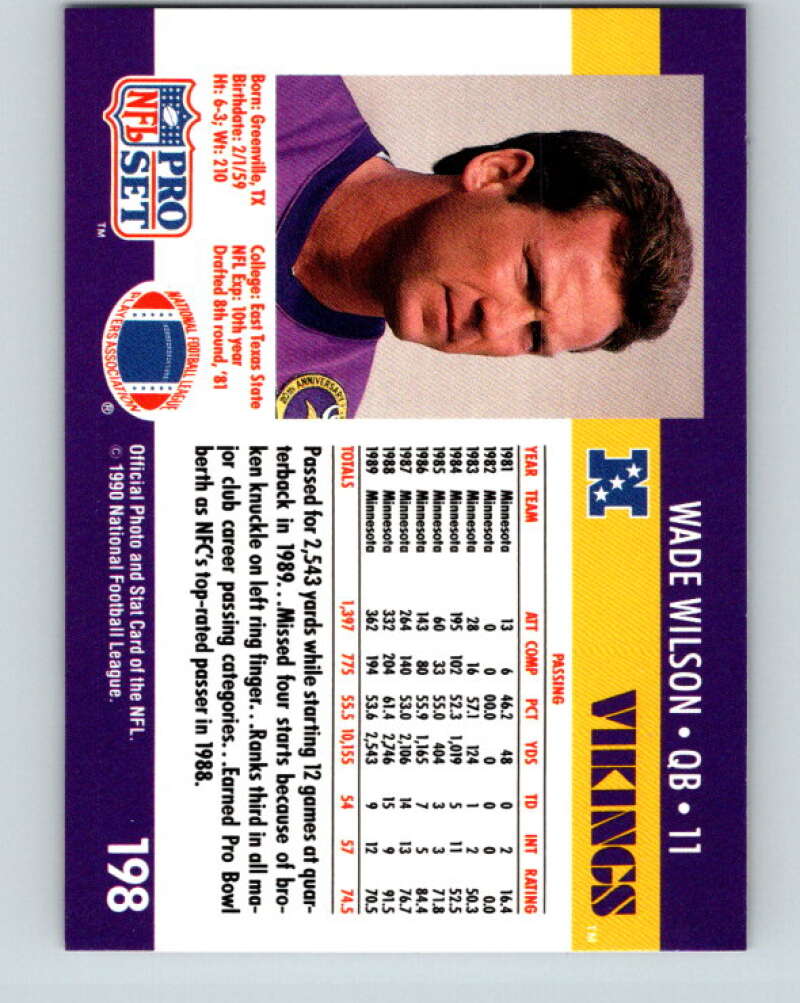 WADE WILSON • QB • 11
VIKINGS™
N
80TH ANNIVERSARY
PASSING
YEAR TEAM ATT COMP PCT YDS TD INT RATING
1981 Minnesota 13 6 46.2 48 0 2 16.4
1982 Minnesota 0 0 00.0 0 0 0 0.0
1983 Minnesota 28 16 57.1 124 1 2 50.3
1984 Minnesota 195 102 52.3 1,019 5 11 52.5
1985 Minnesota 60 33 55.0 404 3 3 71.8
1986 Minnesota 143 80 55.9 1,165 7 5 84.4
1987 Minnesota 264 140 53.0 2,106 14 13 76.7
1988 Minnesota 332 204 61.4 2,746 15 9 91.5
1989 Minnesota 362 194 53.6 2,543 9 12 70.5
TOTALS 1,397 775 55.5 10,155 54 57 74.5
Born: Greenville, TX
Birthdate: 2/1/59
Ht: 6-3; Wt: 210
College: East Texas State
NFL Exp: 10th year
Drafted 8th round, '81
Passed for 2,543 yards while starting 12 games at quar-
terback in 1989...Missed four starts because of bro-
ken knuckle on left ring finger...Ranks third in all ma-
jor club career passing categories...Earned Pro Bowl
berth as NFC's top-rated passer in 1988.
PRO
NFL SET™
NATIONAL FOOTBALL LEAGUE
PLAYERS ASSOCIATION®
Official Photo and Stat Card of the NFL.
© 1990 National Football League.
198